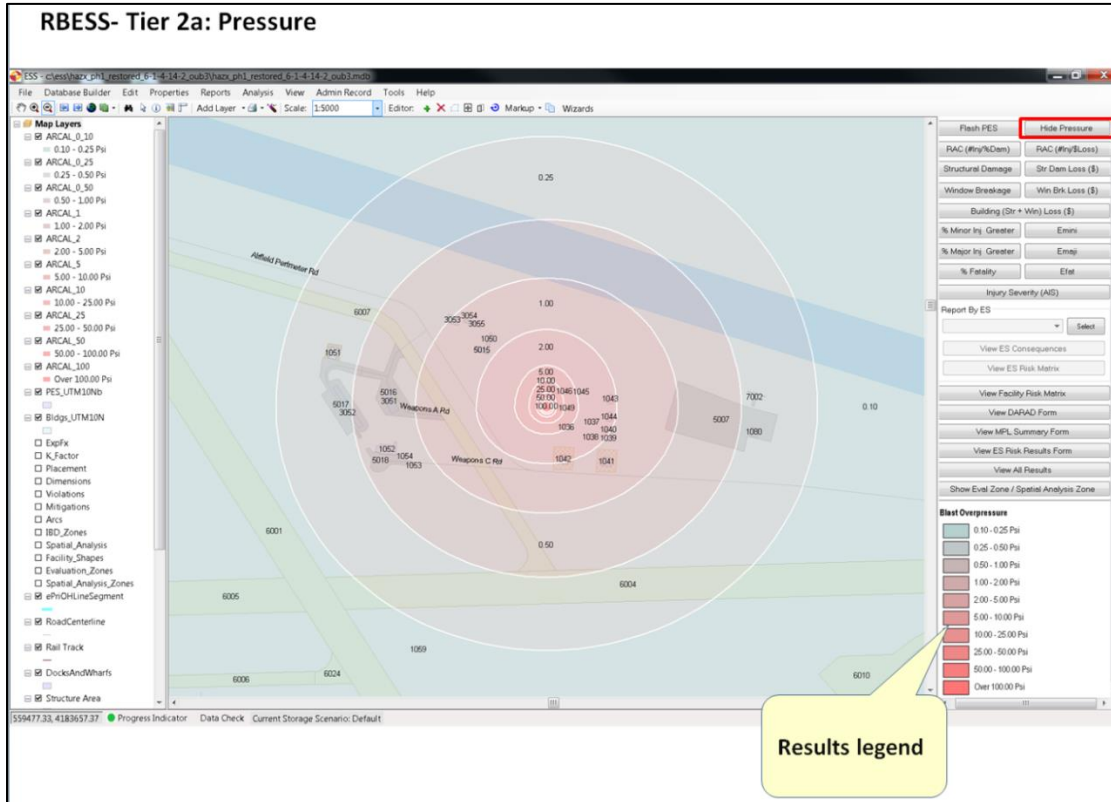 RBESS- Tier 2a: Pressure
ESS - c:\ess\hazx_ph1_restored_6-1-4-14-2_oub3\hazx_ph1_restored_6-1-4-14-2_oub3.mdb
File Database Builder Edit Properties Reports Analysis View Admin Record Tools Help
Add Layer Scale: 1:5000 Editor: Markup Wizards
Map Layers
ARCAL_0_10
0.10 - 0.25 Psi
ARCAL_0_25
0.25 - 0.50 Psi
ARCAL_0_50
0.50 - 1.00 Psi
ARCAL_1
1.00 - 2.00 Psi
ARCAL_2
2.00 - 5.00 Psi
ARCAL_5
5.00 - 10.00 Psi
ARCAL_10
10.00 - 25.00 Psi
ARCAL_25
25.00 - 50.00 Psi
ARCAL_50
50.00 - 100.00 Psi
ARCAL_100
Over 100.00 Psi
PES_UTM10Nb
Bldgs_UTM10N
ExpFx
K_Factor
Placement
Dimensions
Violations
Mitigations
Arcs
IBD_Zones
Spatial_Analysis
Facility_Shapes
Evaluation_Zones
Spatial_Analysis_Zones
ePriOHLineSegment
RoadCenterline
Rail Track
DocksAndWharfs
Structure Area
0.25
Airfield Perimeter Rd
1.00
6007
3053 3054
3055
1050
5015
2.00
1051
5.00
10.00
25.00 1046 1045
50.00
100.00 1049
1043
5016
3051
5017
3052
Weapons A Rd
1044
1037
1036
1040
1038 1039
7002
5007
1080
0.10
1052
1054
5018
1053
Weapons C Rd
1042
1041
6001
0.50
6005
6004
1059
6006
6024
6010
Flash PES Hide Pressure
RAC (#Inj/%Dam) RAC (#Inj/$Loss)
Structural Damage Str Dam Loss ($)
Window Breakage Win Brk Loss ($)
Building (Str + Win) Loss ($)
% Minor Inj. Greater Emini
% Major Inj. Greater Emaji
% Fatality Efat
Injury Severity (AIS)
Report By ES
Select
View ES Consequences
View ES Risk Matrix
View Facility Risk Matrix
View DARAD Form
View MPL Summary Form
View ES Risk Results Form
View All Results
Show Eval Zone / Spatial Analysis Zone
Blast Overpressure
0.10 - 0.25 Psi
0.25 - 0.50 Psi
0.50 - 1.00 Psi
1.00 - 2.00 Psi
2.00 - 5.00 Psi
5.00 - 10.00 Psi
10.00 - 25.00 Psi
25.00 - 50.00 Psi
50.00 - 100.00 Psi
Over 100.00 Psi
559477.33, 4183657.37 Progress Indicator Data Check Current Storage Scenario: Default
Results legend